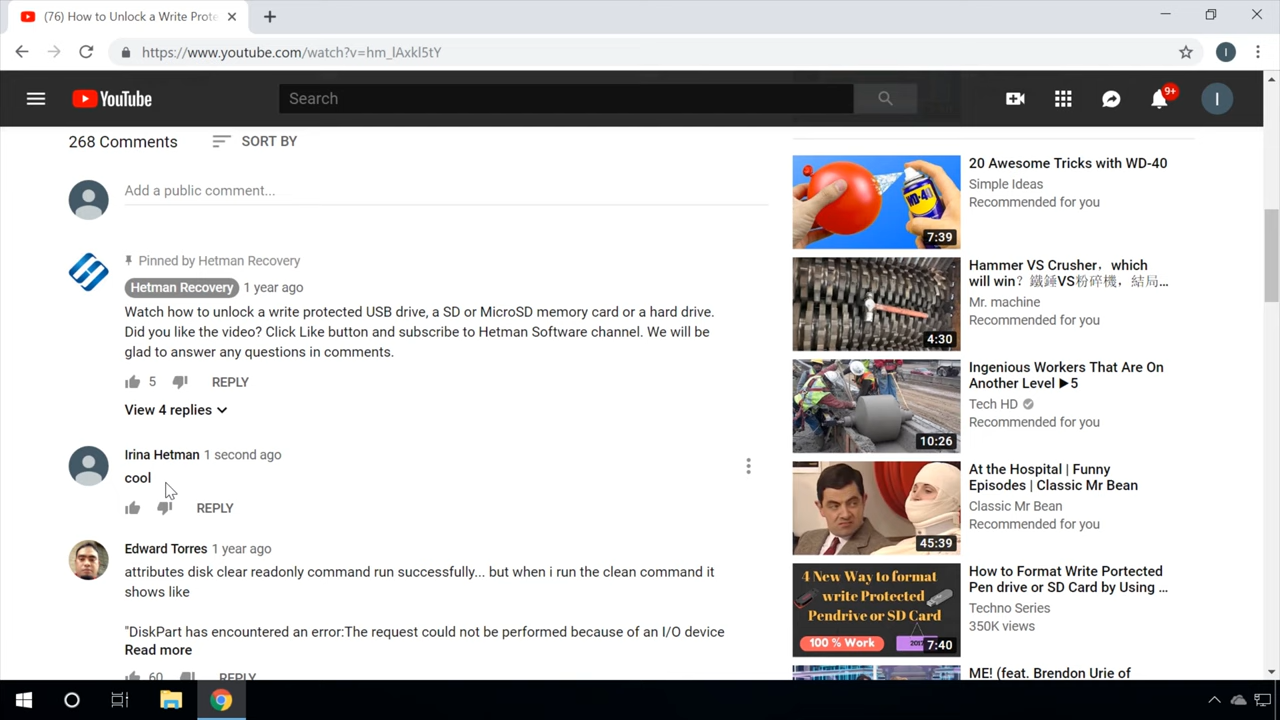 (76) How to Unlock a Write Prote
https://www.youtube.com/watch?v=hm_lAxkl5tY
I
YouTube
Search
9+
I
268 Comments
SORT BY
Add a public comment...
Pinned by Hetman Recovery
Hetman Recovery 1 year ago
Watch how to unlock a write protected USB drive, a SD or MicroSD memory card or a hard drive.
Did you like the video? Click Like button and subscribe to Hetman Software channel. We will be
glad to answer any questions in comments.
5 REPLY
View 4 replies
Irina Hetman 1 second ago
cool
REPLY
Edward Torres 1 year ago
attributes disk clear readonly command run successfully... but when i run the clean command it
shows like
"DiskPart has encountered an error:The request could not be performed because of an I/O device
Read more
60 REPLY
WD-40
7:39
20 Awesome Tricks with WD-40
Simple Ideas
Recommended for you
4:30
Hammer VS Crusher，which
will win? 鐵錘VS粉碎機，結局...
Mr. machine
Recommended for you
10:26
Ingenious Workers That Are On
Another Level ▶5
Tech HD
Recommended for you
45:39
At the Hospital | Funny
Episodes | Classic Mr Bean
Classic Mr Bean
Recommended for you
4 New Way to format
write Protected
Pendrive or SD Card
100 % Work
7:40
How to Format Write Portected
Pen drive or SD Card by Using ...
Techno Series
350K views
ME! (feat. Brendon Urie of